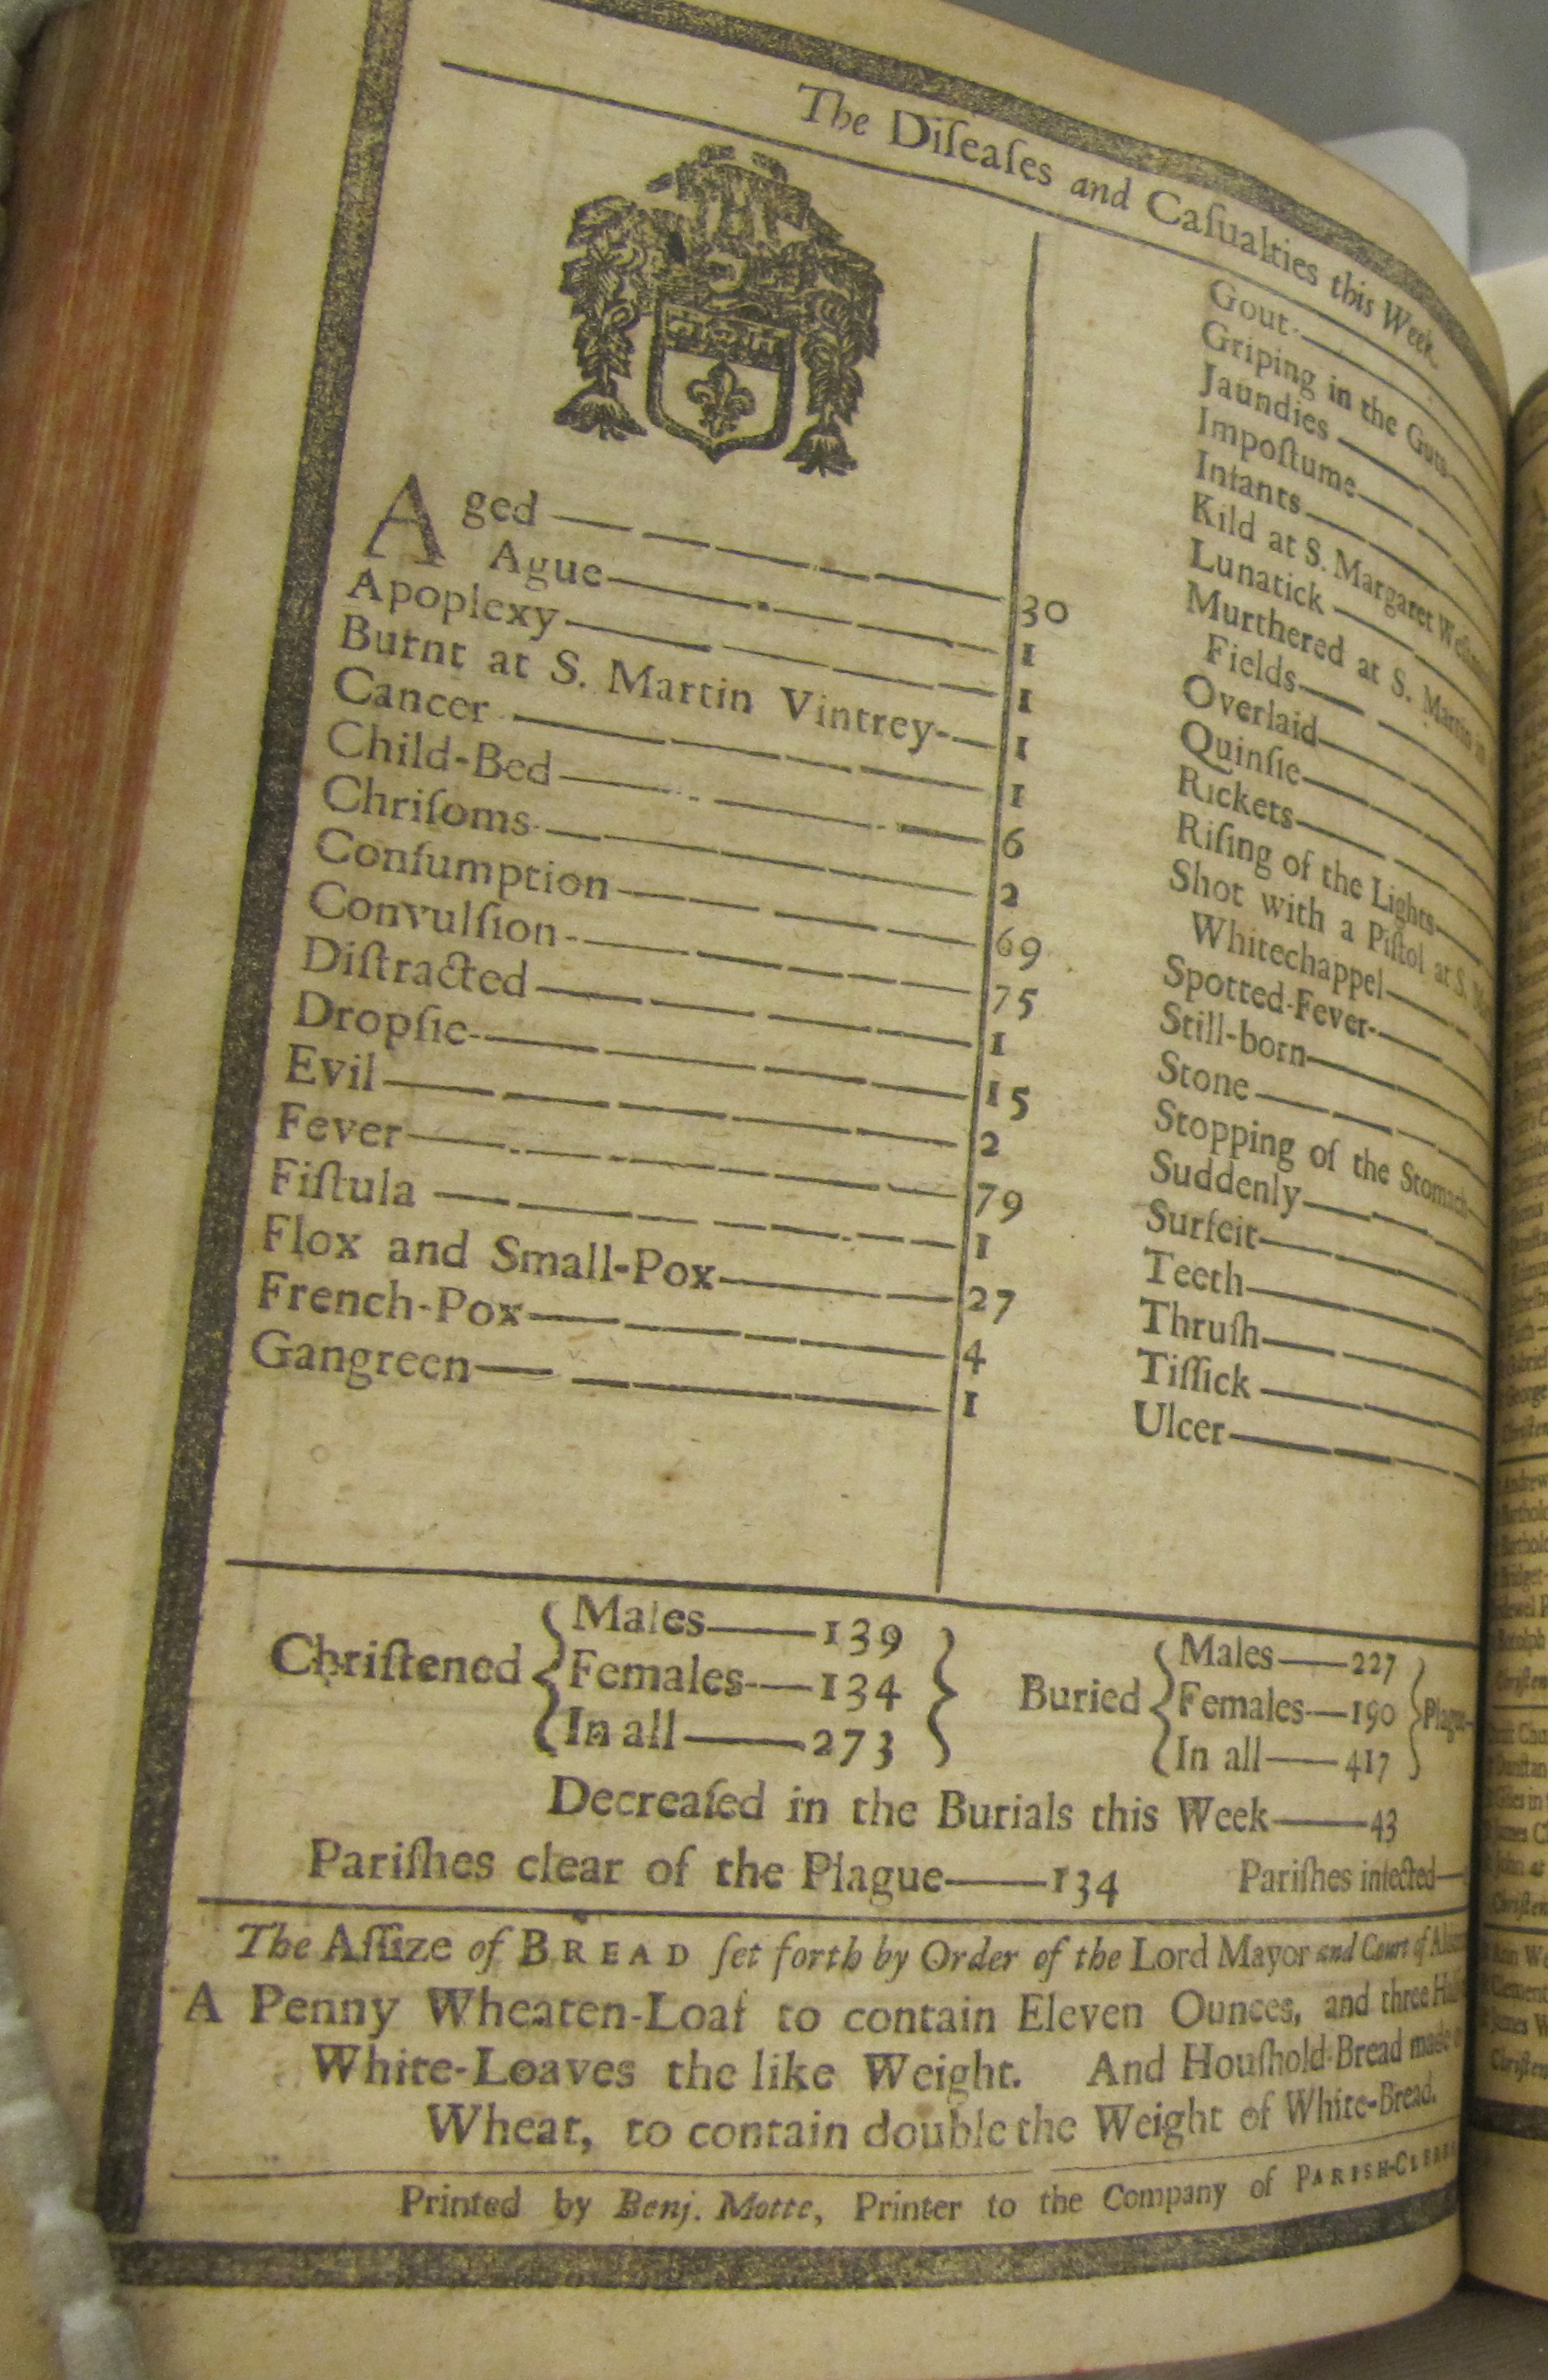 The Diſeaſes and Caſualties this Week.
Aged 30
Ague 1
Apoplexy 1
Burnt at S. Martin Vintrey 1
Cancer 1
Child-Bed 6
Chriſoms 2
Conſumption 69
Convulſion 75
Diſtracted 1
Dropſie 15
Evil 2
Fever 79
Fiſtula 1
Flox and Small-Pox 27
French-Pox 4
Gangreen 1
Gout
Griping in the Guts
Jaundies
Impoſtume
Infants
Kild at S. Margaret
Lunatick
Murthered at S. Martin in
Fields
Overlaid
Quinſie
Rickets
Riſing of the Lights
Shot with a Piſtol at S.
Whitechappel
Spotted-Fever
Still-born
Stone
Stopping of the Stomach
Suddenly
Surfeit
Teeth
Thruſh
Tiſſick
Ulcer
Chriſtened { Males 139
Females 134
In all 273 }
Buried { Males 227
Females 190
In all 417 } Plague
Decreaſed in the Burials this Week 43
Pariſhes clear of the Plague 134 Pariſhes infected
The Aſſize of BREAD ſet forth by Order of the Lord Mayor and Court of
A Penny Wheaten-Loaf to contain Eleven Ounces, and three
White-Loaves the like Weight. And Houſhold-Bread made
Wheat, to contain double the Weight of White-Bread.
Printed by Benj. Motte, Printer to the Company of